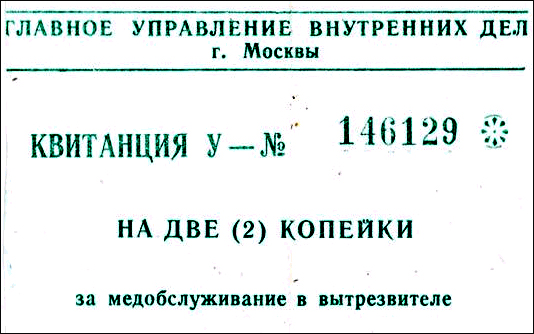 ГЛАВНОЕ УПРАВЛЕНИЕ ВНУТРЕННИХ ДЕЛ
г. Москвы
КВИТАНЦИЯ У — № 146129
НА ДВЕ (2) КОПЕЙКИ
за медобслуживание в вытрезвителе